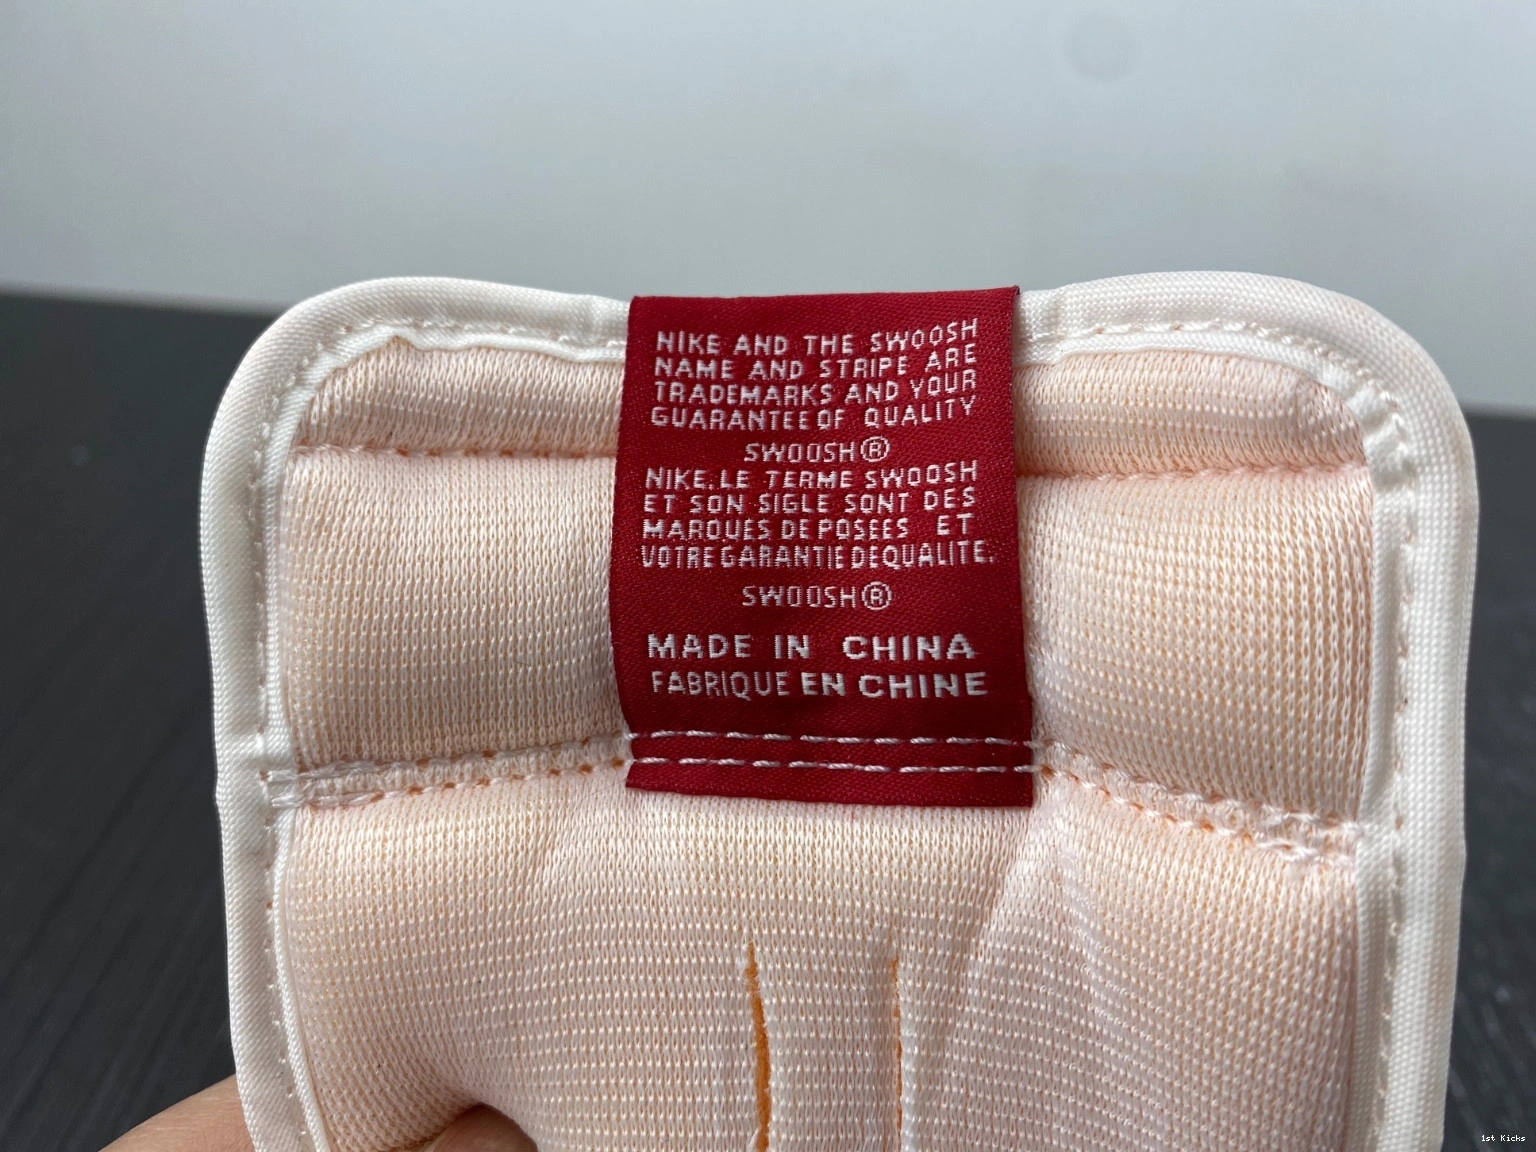 NIKE AND THE SWOOSH
NAME AND STRIPE ARE
TRADEMARKS AND YOUR
GUARANTEE OF QUALITY
SWOOSH®
NIKE, LE TERME SWOOSH
ET SON SIGLE SONT DES
MARQUES DE POSEES ET
VOTRE GARANTIE DE QUALITE.
SWOOSH®
MADE IN CHINA
FABRIQUE EN CHINE
1st Kicks